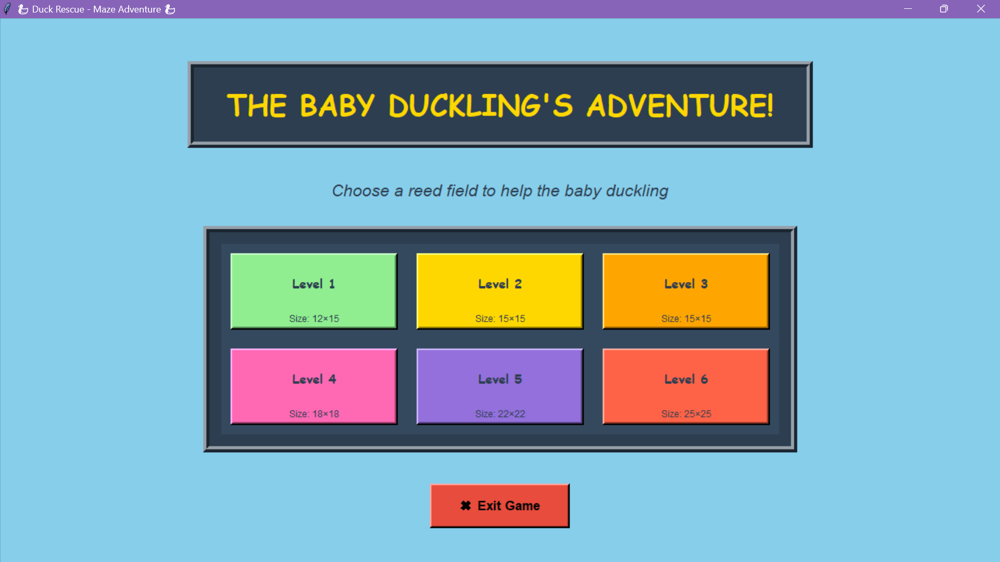 🦢 Duck Rescue - Maze Adventure 🦢
THE BABY DUCKLING'S ADVENTURE!
Choose a reed field to help the baby duckling
Level 1
Size: 12×15
Level 2
Size: 15×15
Level 3
Size: 15×15
Level 4
Size: 18×18
Level 5
Size: 22×22
Level 6
Size: 25×25
✖ Exit Game